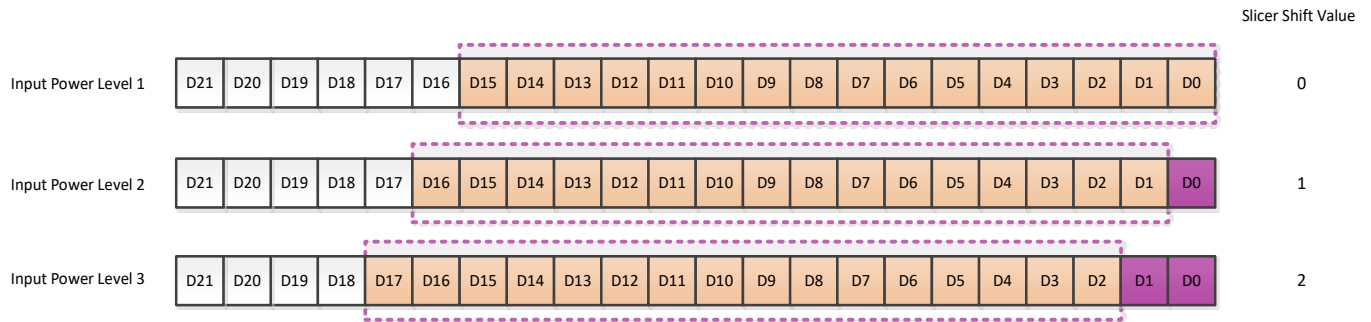 Slicer Shift Value
Input Power Level 1 D21 D20 D19 D18 D17 D16 D15 D14 D13 D12 D11 D10 D9 D8 D7 D6 D5 D4 D3 D2 D1 D0 0
Input Power Level 2 D21 D20 D19 D18 D17 D16 D15 D14 D13 D12 D11 D10 D9 D8 D7 D6 D5 D4 D3 D2 D1 D0 1
Input Power Level 3 D21 D20 D19 D18 D17 D16 D15 D14 D13 D12 D11 D10 D9 D8 D7 D6 D5 D4 D3 D2 D1 D0 2